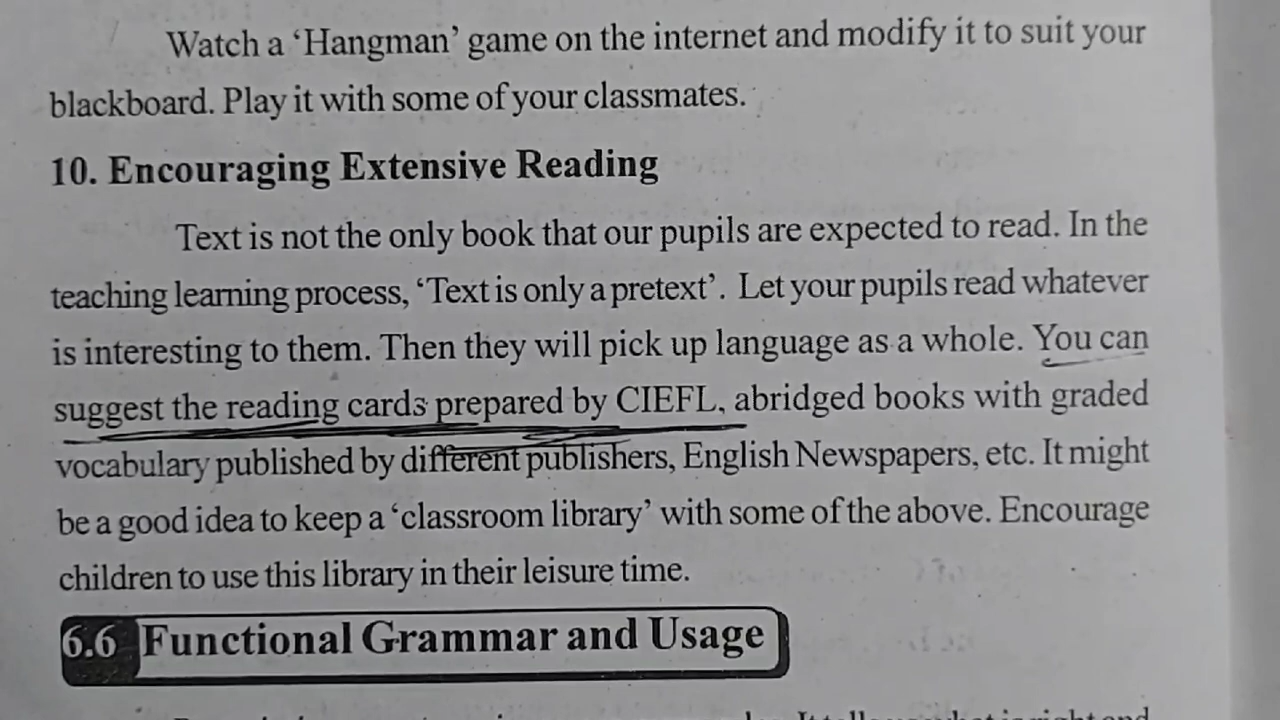 Watch a ‘Hangman’ game on the internet and modify it to suit your
blackboard. Play it with some of your classmates.
10. Encouraging Extensive Reading
Text is not the only book that our pupils are expected to read. In the
teaching learning process, ‘Text is only a pretext’. Let your pupils read whatever
is interesting to them. Then they will pick up language as a whole. You can
suggest the reading cards prepared by CIEFL, abridged books with graded
vocabulary published by different publishers, English Newspapers, etc. It might
be a good idea to keep a ‘classroom library’ with some of the above. Encourage
children to use this library in their leisure time.
6.6 Functional Grammar and Usage